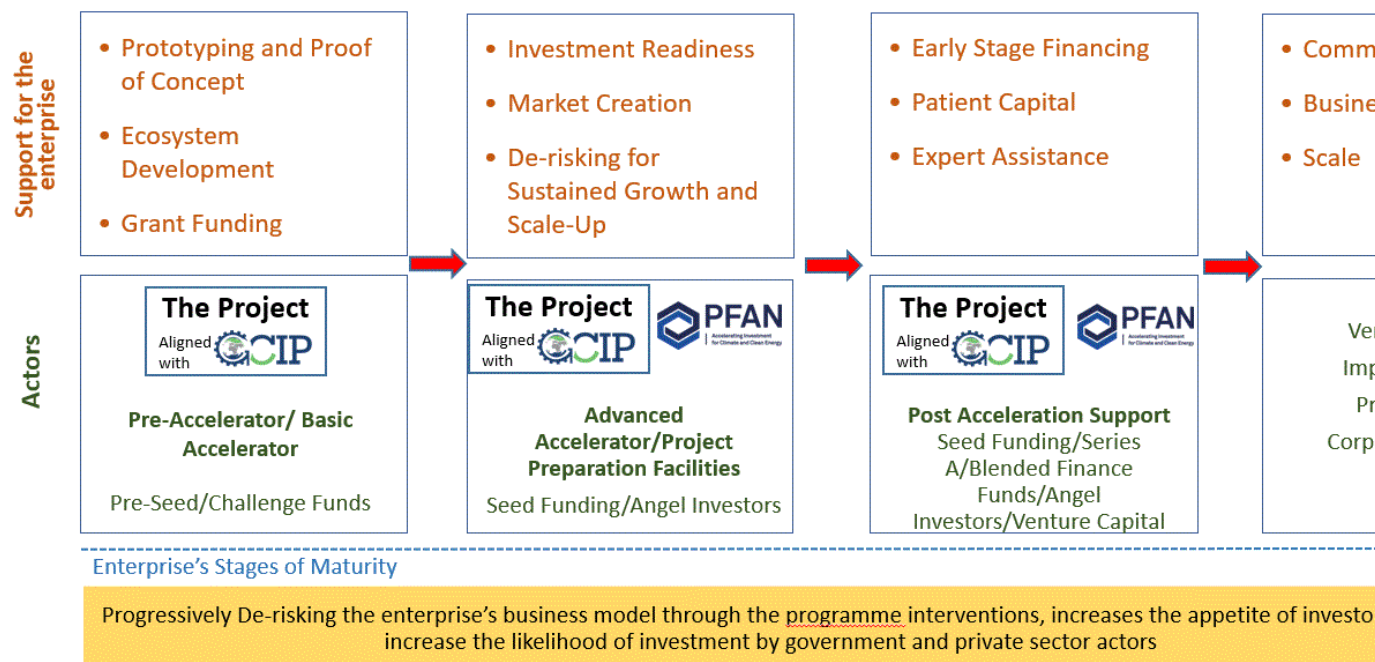 Support for the
enterprise
• Prototyping and Proof
of Concept
• Ecosystem
Development
• Grant Funding
• Investment Readiness
• Market Creation
• De-risking for
Sustained Growth and
Scale-Up
• Early Stage Financing
• Patient Capital
• Expert Assistance
• Scale
Actors
The Project
Aligned
with
GCIP
Pre-Accelerator/ Basic
Accelerator
Pre-Seed/Challenge Funds
The Project
Aligned
with
GCIP
PFAN
Accelerating Investment
for Climate and Clean Energy
Advanced
Accelerator/Project
Preparation Facilities
Seed Funding/Angel Investors
The Project
Aligned
with
GCIP
PFAN
Accelerating Investment
for Climate and Clean Energy
Post Acceleration Support
Seed Funding/Series
A/Blended Finance
Funds/Angel
Investors/Venture Capital
Enterprise's Stages of Maturity
Progressively De-risking the enterprise's business model through the programme interventions, increases the appetite of
increase the likelihood of investment by government and private sector actors